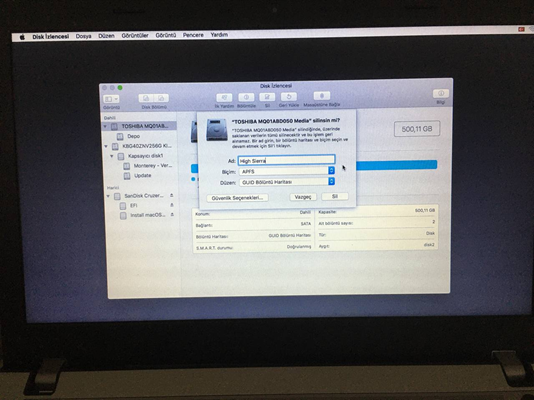 Disk İzlencesi Dosya Düzen Görüntüler Görüntü Pencere Yardım
Disk İzlencesi
Görüntü Disk Bölümü İlk Yardım Bölümle Sil Geri Yükle Bilgi
Dahili
TOSHIBA MQ01AB...
Depo
KBG40ZNV256G KI...
Kapsayıcı disk1
Monterey - Ver...
Update
Harici
SanDisk Cruzer...
EFI
Install macOS...
"TOSHIBA MQ01ABD050 Media" silinsin mi?
"TOSHIBA MQ01ABD050 Media" silindiğinde, üzerinde
saklanan verilerin tümü silinecektir ve bu işlem geri
alınamaz. Bir ad girin, bir bölüntü haritası ve biçim seçin ve
devam etmek için Sil'i tıklayın.
Ad: High Sierra
Biçim: APFS
Düzen: GUID Bölüntü Haritası
Güvenlik Seçenekleri... Vazgeç Sil
500,11 GB
Konum: Dahili
Kapasite: 500,11 GB
Bağlantı: SATA
Alt bölüntü sayısı: 2
Bölüntü Haritası: GUID Bölüntü Haritası
Tür: Disk
S.M.A.R.T. durumu: Doğrulanmış
Aygıt: